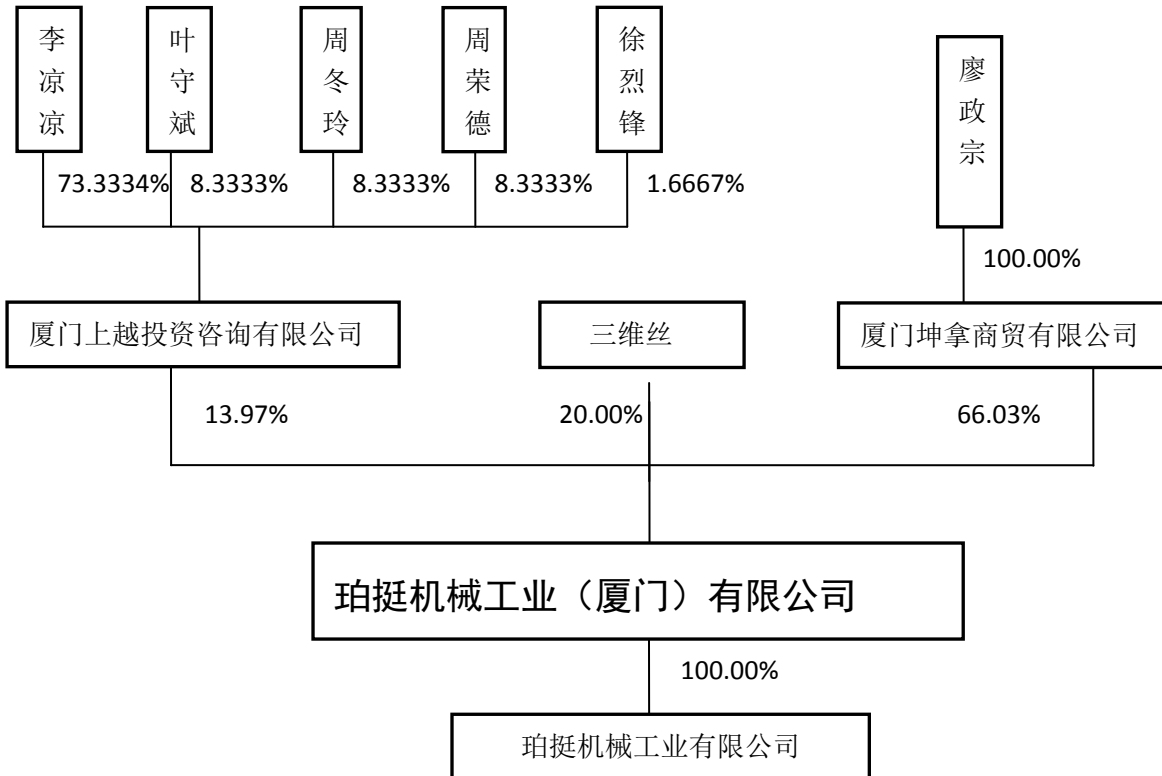 李凉凉
叶守斌
周冬玲
周荣德
徐烈锋
廖政宗
73.3334%
8.3333%
8.3333%
8.3333%
1.6667%
100.00%
厦门上越投资咨询有限公司
三维丝
厦门坤拿商贸有限公司
13.97%
20.00%
66.03%
珀挺机械工业（厦门）有限公司
100.00%
珀挺机械工业有限公司